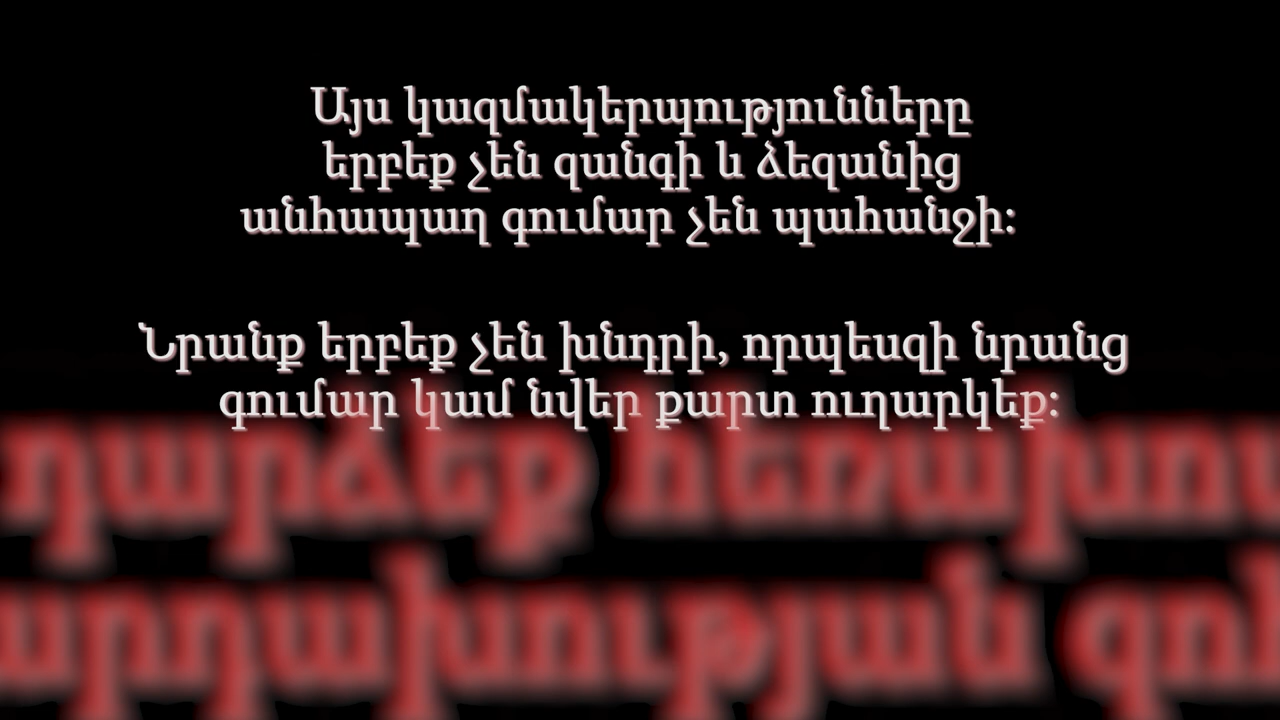 Այս կազմակերպությունները
երբեք չեն զանգի և ձեզանից
անհապաղ գումար չեն պահանջի։
Նրանք երբեք չեն խնդրի, որպեսզի նրանց
գումար կամ նվեր քարտ ուղարկեք։